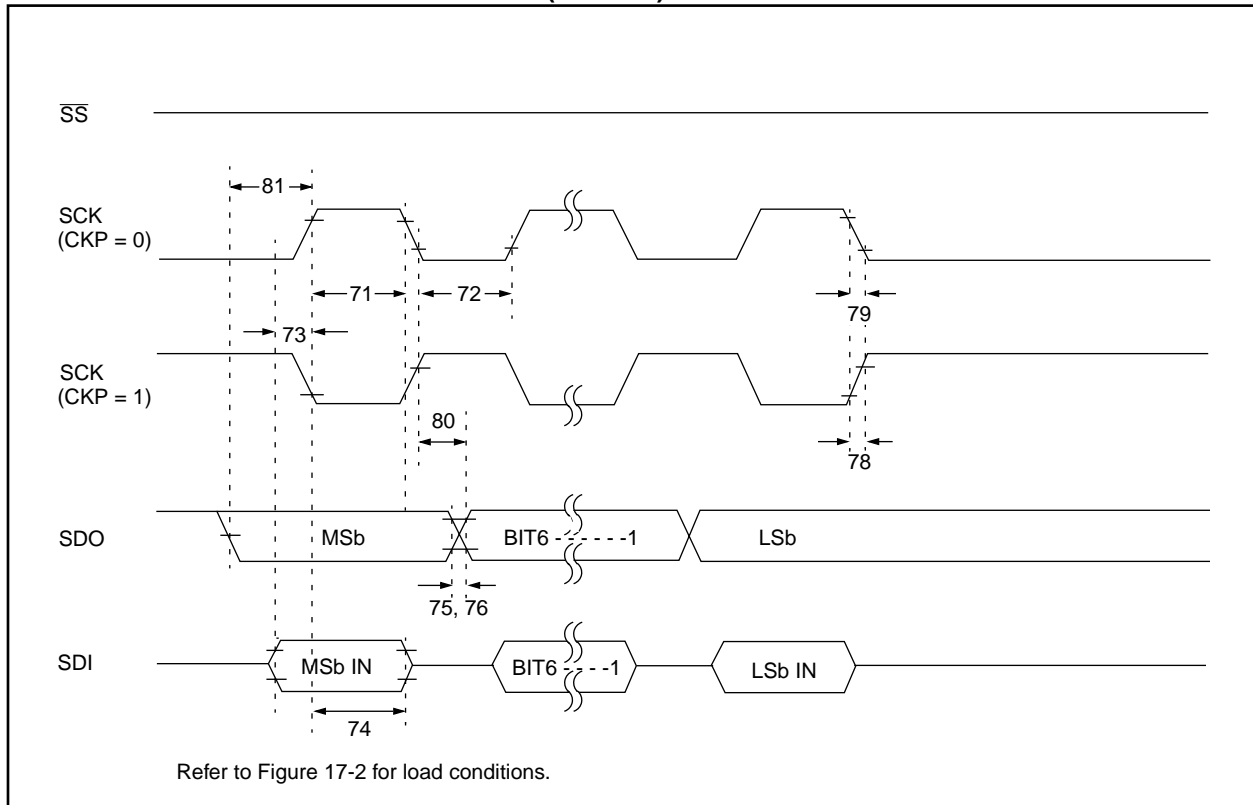 SS
81
SCK
(CKP = 0)
71
72
79
73
SCK
(CKP = 1)
80
78
SDO
MSb
BIT6 - - - - - -1
LSb
75, 76
SDI
MSb IN
BIT6 - - - - -1
LSb IN
74
Refer to Figure 17-2 for load conditions.